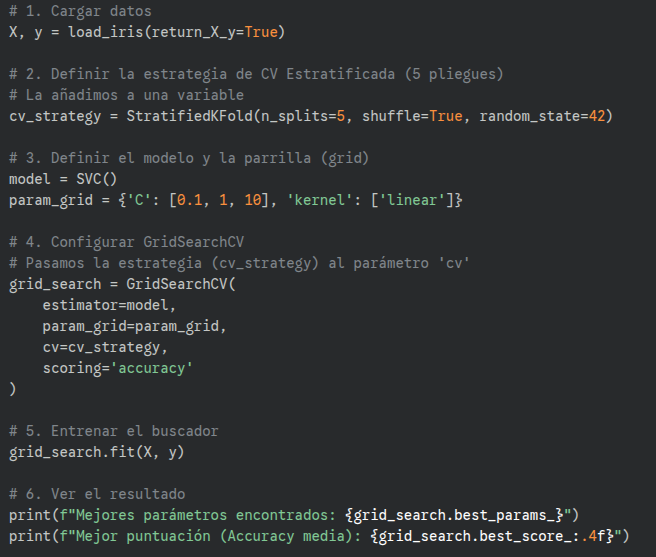 # 1. Cargar datos
X, y = load_iris(return_X_y=True)

# 2. Definir la estrategia de CV Estratificada (5 pliegues)
# La añadimos a una variable
cv_strategy = StratifiedKFold(n_splits=5, shuffle=True, random_state=42)

# 3. Definir el modelo y la parrilla (grid)
model = SVC()
param_grid = {'C': [0.1, 1, 10], 'kernel': ['linear']}

# 4. Configurar GridSearchCV
# Pasamos la estrategia (cv_strategy) al parámetro 'cv'
grid_search = GridSearchCV(
    estimator=model,
    param_grid=param_grid,
    cv=cv_strategy,
    scoring='accuracy'
)

# 5. Entrenar el buscador
grid_search.fit(X, y)

# 6. Ver el resultado
print(f"Mejores parámetros encontrados: {grid_search.best_params_}")
print(f"Mejor puntuación (Accuracy media): {grid_search.best_score_:.4f}")